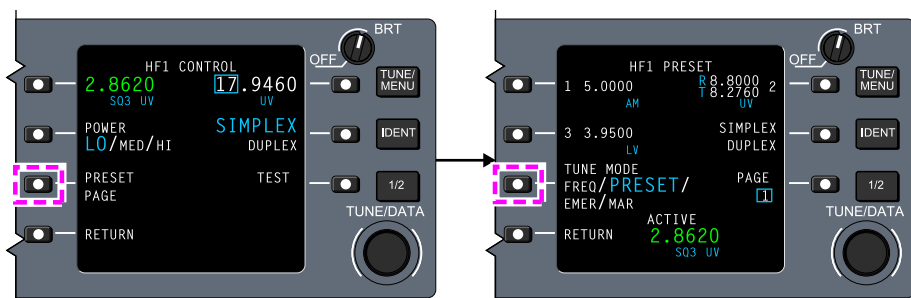 BRT
OFF
HF1 CONTROL
2.8620 17.9460
SQ3 UV UV
TUNE/
MENU
POWER SIMPLEX
LO/MED/HI DUPLEX
IDENT
PRESET TEST
PAGE
1/2
TUNE/DATA
RETURN
BRT
OFF
HF1 PRESET
1 5.0000 R 8.8000 2
AM T 8.2760
UV
TUNE/
MENU
3 3.9500 SIMPLEX
LV DUPLEX
IDENT
TUNE MODE
FREQ/PRESET/ PAGE
EMER/MAR 1
1/2
TUNE/DATA
ACTIVE
RETURN 2.8620
SQ3 UV